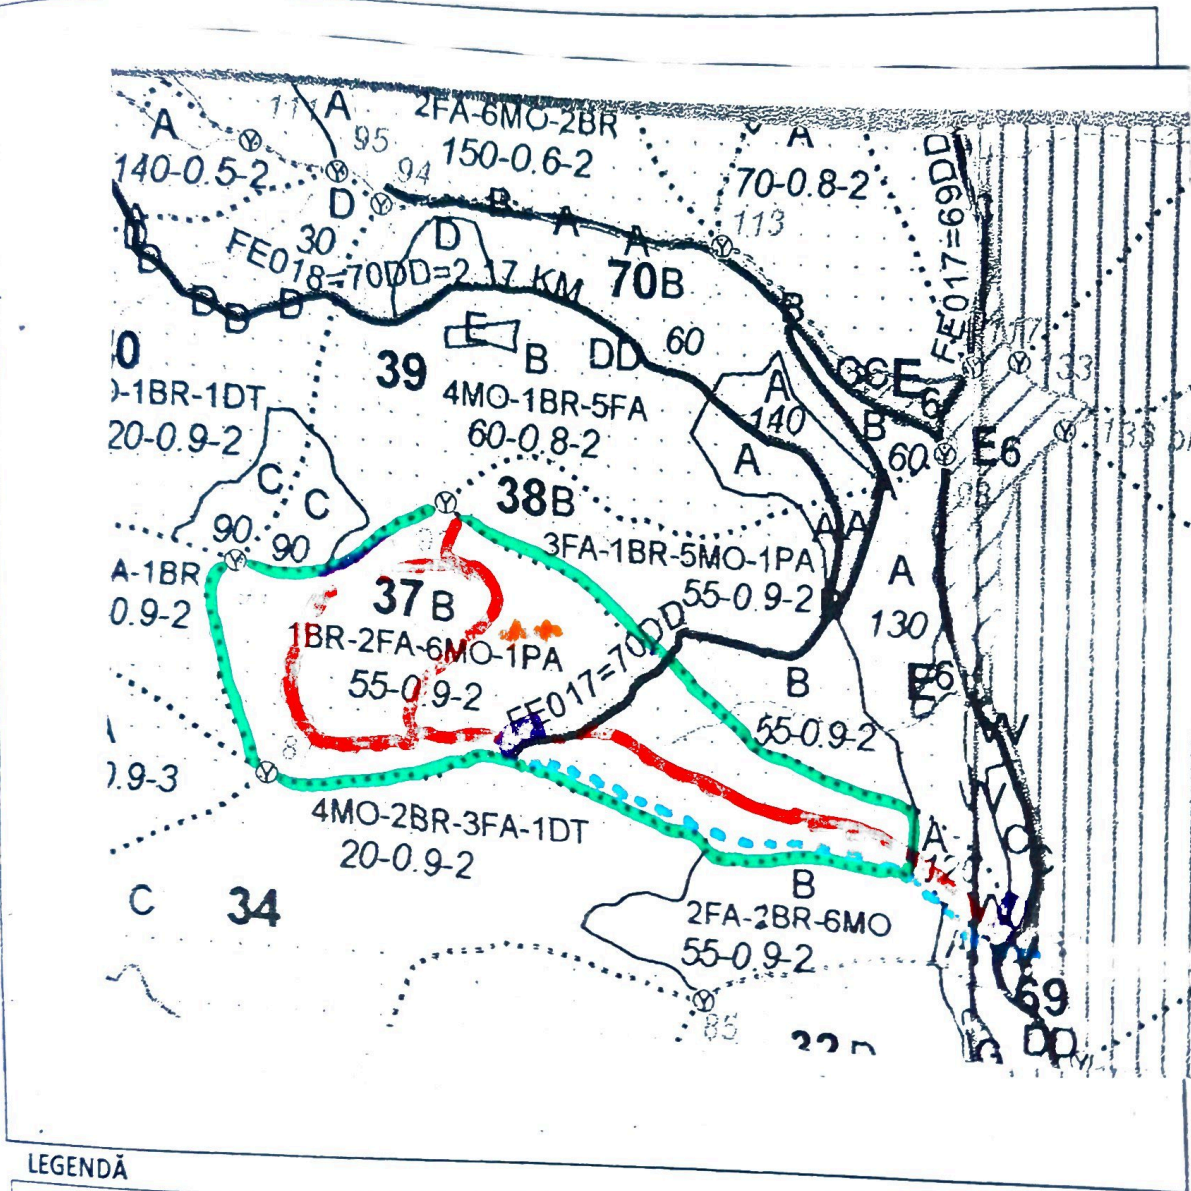 111 A 2FA-6MO-2BR
A 95 150-0.6-2 A
140-0.5-2 94 70-0.8-2
D B A A 113
30 D
FE018=70DD=2.17 KM 70B
FE017=69DD
D D D D D B
E B DD 60
39 4MO-1BR-5FA A
60-0.8-2 140
CCE6
33
B
-1BR-1DT
20-0.9-2 A 60 E6 133
C C 38B
90 90 A A
3FA-1BR-5MO-1PA A
A-1BR 55-0.9-2 130
0.9-2 37B
1BR-2FA-6MO-1PA
55-0.9-2 B E6
FE017=70DD
55-0.9-2
8
0.9-3
4MO-2BR-3FA-1DT A
20-0.9-2 B
C 34 2FA-2BR-6MO
55-0.9-2
69
85 DD
LEGENDĂ